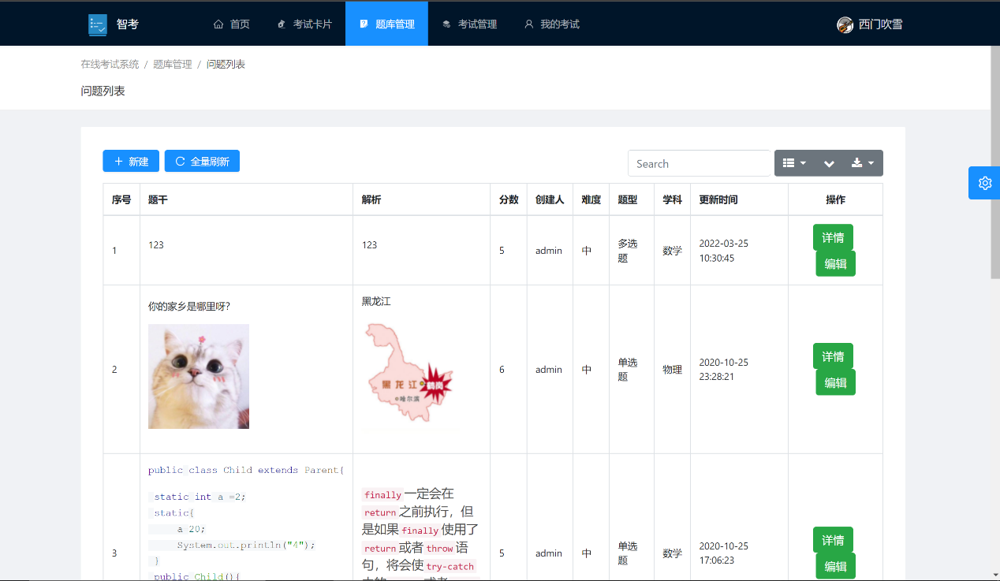 智考
首页
考试卡片
题库管理
考试管理
我的考试
西门吹雪
在线考试系统 / 题库管理 / 问题列表
问题列表
新建
全量刷新
Search
序号 题干 解析 分数 创建人 难度 题型 学科 更新时间 操作
1
123
123
5
admin
中
多选
题
数学
2022-03-25
10:30:45
详情
编辑
2
你的家乡是哪里呀?
黑龙江
黑龙江
哈尔滨
6
admin
中
单选
题
物理
2020-10-25
23:28:21
详情
编辑
3
public class Child extends Parent{
static int a =2;
static{
a 20;
System.out.println("4");
}
public Child(){
finally一定会在
return之前执行，但
是如果finally使用了
return或者throw语
句，将会使try-catch
5
admin
中
单选
题
数学
2020-10-25
17:06:23
详情
编辑